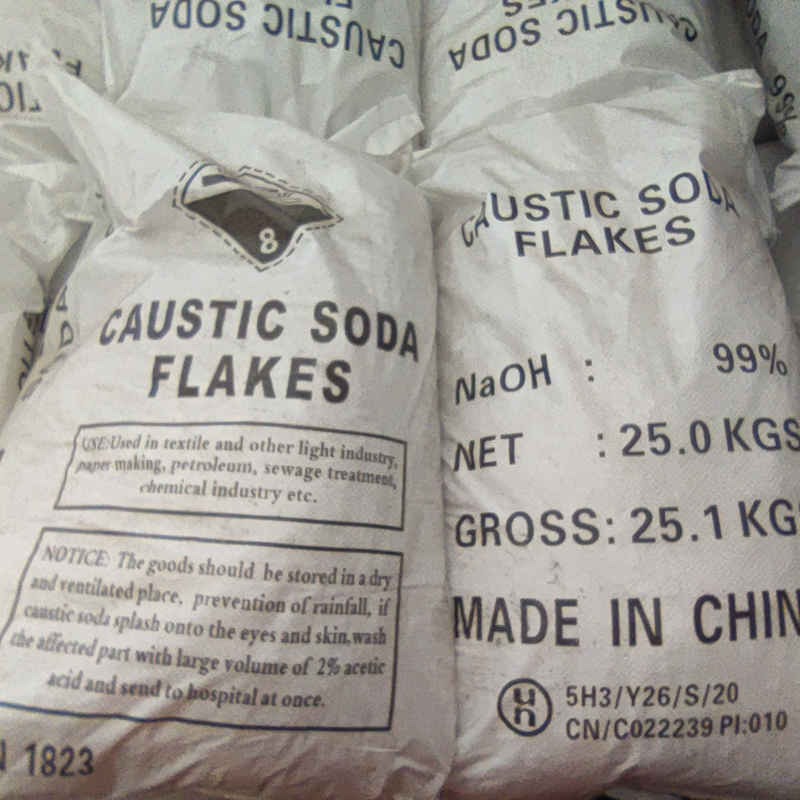 CAUSTIC SODA
CAUSTIC SODA
8
CAUSTIC SODA
FLAKES
USE:Used in textile and other light industry,
paper making, petroleum, sewage treatment,
chemical industry etc.
NOTICE: The goods should be stored in a dry
and ventilated place, prevention of rainfall, if
caustic soda splash onto the eyes and skin,wash
the affected part with large volume of 2% acetic
acid and send to hospital at once.
1823
CAUSTIC SODA
FLAKES
NaOH : 99%
NET : 25.0 KGS
GROSS: 25.1 KG
MADE IN CHIN
un
5H3/Y26/S/20
CN/C022239 PI:010